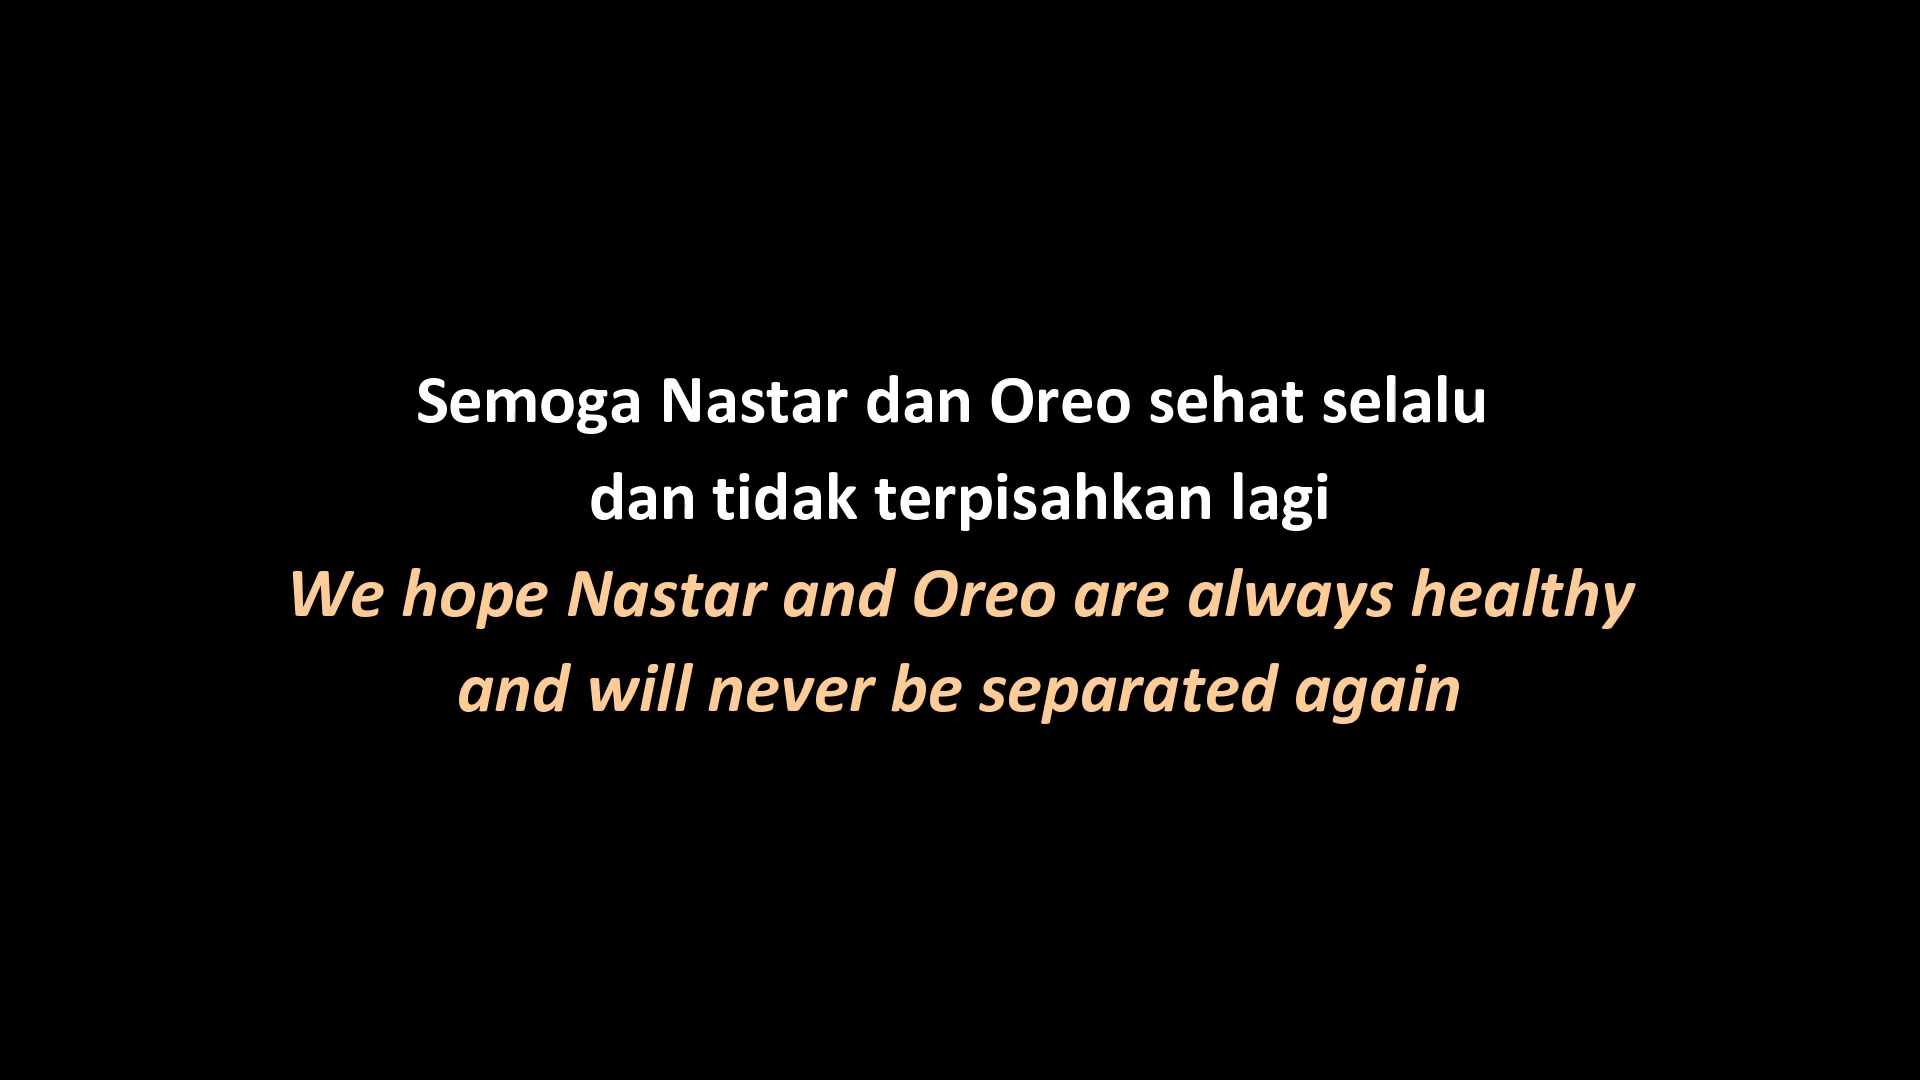 Semoga Nastar dan Oreo sehat selalu
dan tidak terpisahkan lagi
We hope Nastar and Oreo are always healthy
and will never be separated again